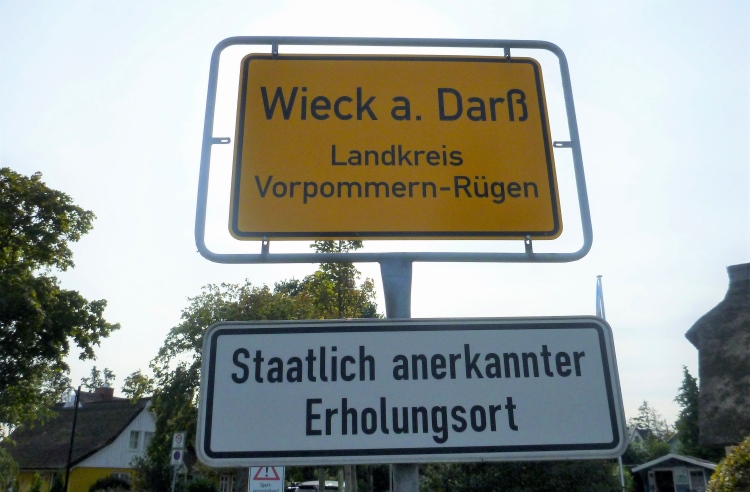 Wieck a. Darß
Landkreis
Vorpommern-Rügen
Staatlich anerkannter
Erholungsort